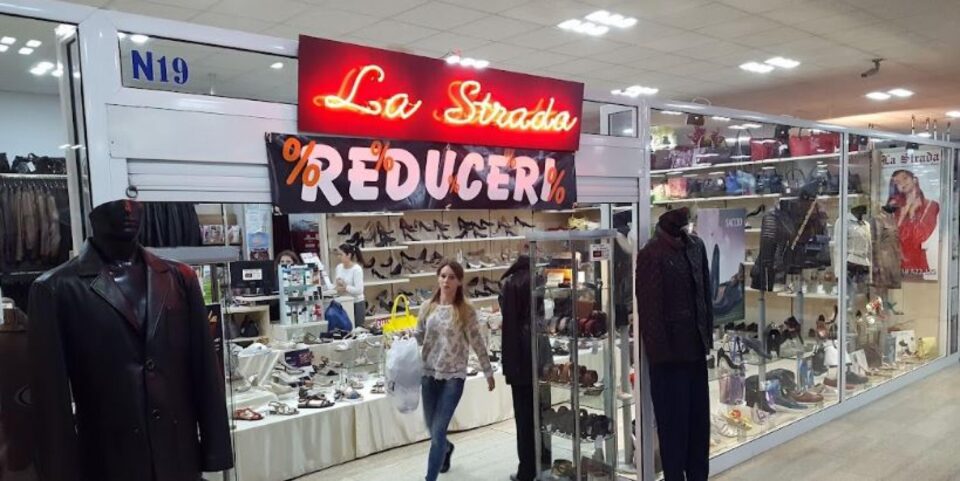 N19
La Strada
% REDUCERI %
La Strada